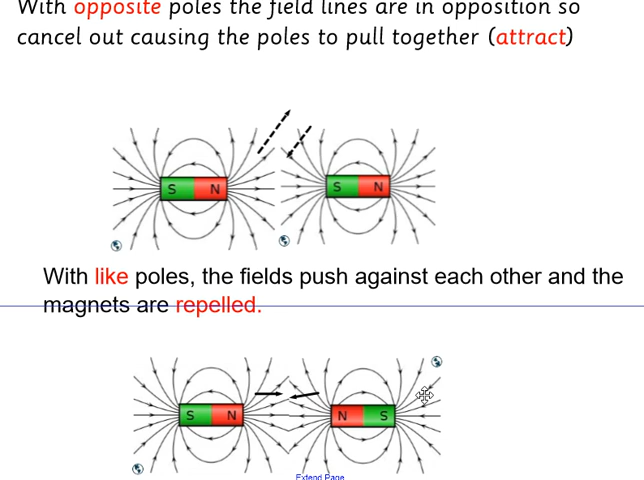 With opposite poles the field lines are in opposition so
cancel out causing the poles to pull together (attract)
S N S N
With like poles, the fields push against each other and the
magnets are repelled.
S N N S
Extend Page